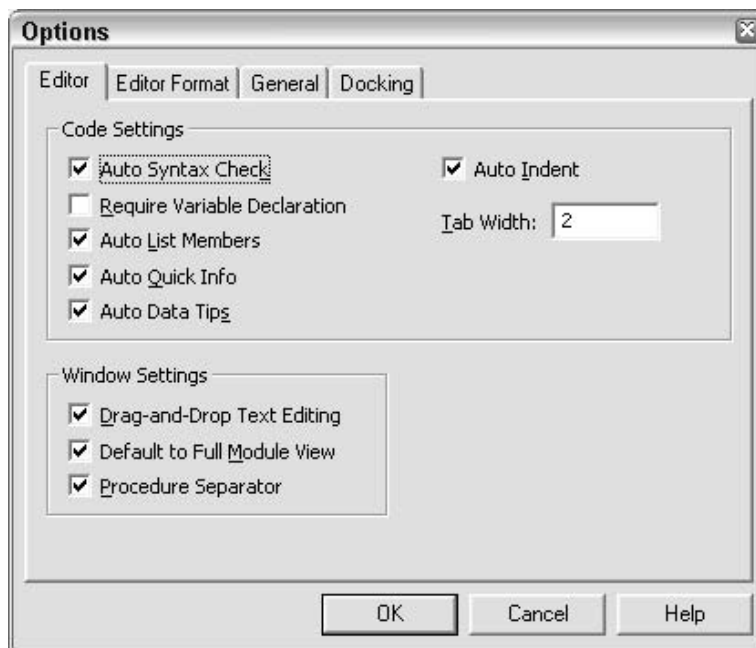 Options
Editor Editor Format General Docking
Code Settings
Auto Syntax Check
Require Variable Declaration
Auto List Members
Auto Quick Info
Auto Data Tips
Auto Indent
Tab Width: 2
Window Settings
Drag-and-Drop Text Editing
Default to Full Module View
Procedure Separator
OK Cancel Help